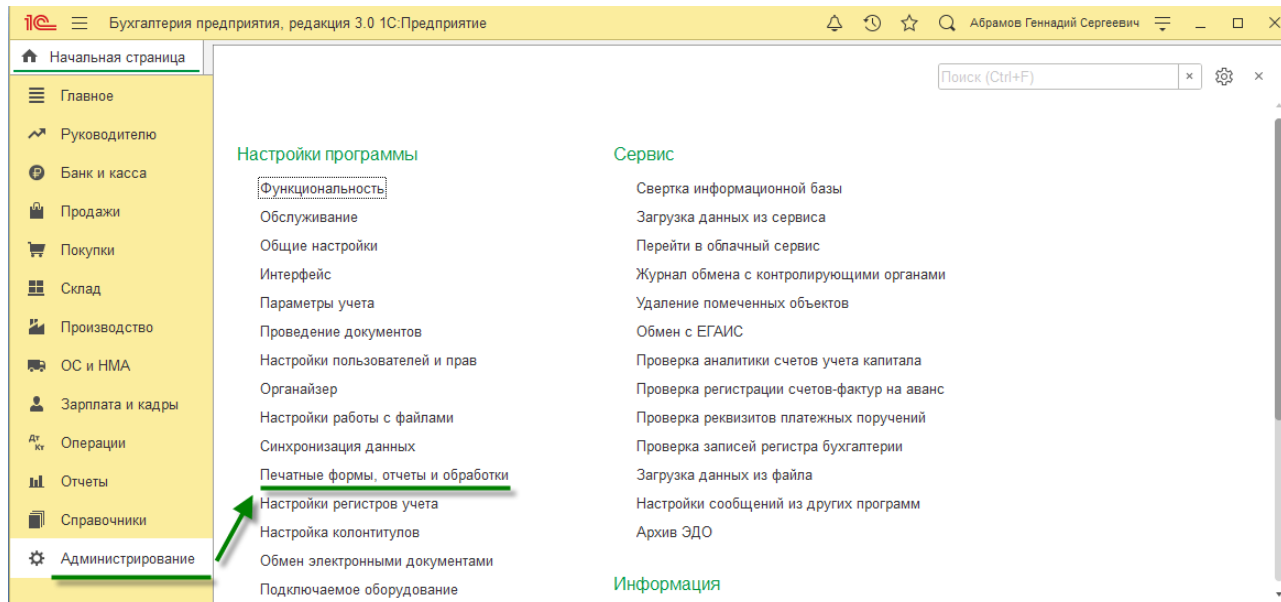 1С Бухгалтерия предприятия, редакция 3.0 1С:Предприятие Абрамов Геннадий Сергеевич
Начальная страница
Поиск (Ctrl+F)
Главное
Руководителю
Банк и касса
Продажи
Покупки
Склад
Производство
ОС и НМА
Зарплата и кадры
Дт Кт Операции
Отчеты
Справочники
Администрирование
Настройки программы
Функциональность
Обслуживание
Общие настройки
Интерфейс
Параметры учета
Проведение документов
Настройки пользователей и прав
Органайзер
Настройки работы с файлами
Синхронизация данных
Печатные формы, отчеты и обработки
Настройки регистров учета
Настройка колонтитулов
Обмен электронными документами
Подключаемое оборудование
Сервис
Свертка информационной базы
Загрузка данных из сервиса
Перейти в облачный сервис
Журнал обмена с контролирующими органами
Удаление помеченных объектов
Обмен с ЕГАИС
Проверка аналитики счетов учета капитала
Проверка регистрации счетов-фактур на аванс
Проверка реквизитов платежных поручений
Проверка записей регистра бухгалтерии
Загрузка данных из файла
Настройки сообщений из других программ
Архив ЭДО
Информация